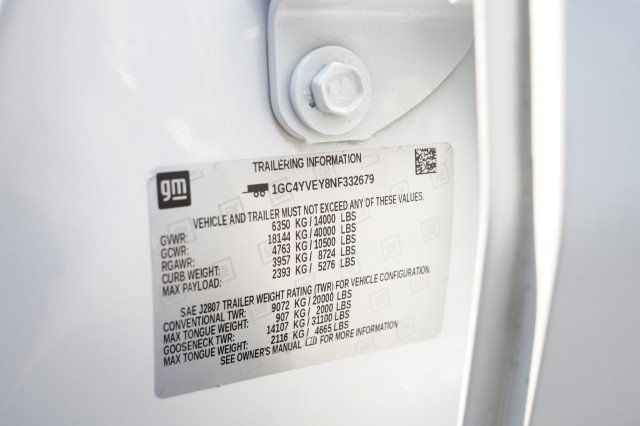 gm
TRAILERING INFORMATION
1GC4YVEY8NF332679
VEHICLE AND TRAILER MUST NOT EXCEED ANY OF THESE VALUES.
GVWR: 6350 KG/ 14000 LBS
GCWR: 18144 KG/ 40000 LBS
RGAWR: 4763 KG/ 10500 LBS
CURB WEIGHT: 3957 KG/ 8724 LBS
MAX PAYLOAD: 2393 KG/ 5276 LBS
SAE J2807 TRAILER WEIGHT RATING (TWR) FOR VEHICLE CONFIGURATION.
CONVENTIONAL TWR: 9072 KG/ 20000 LBS
MAX TONGUE WEIGHT: 907 KG/ 2000 LBS
GOOSENECK TWR: 14107 KG/ 31100 LBS
MAX TONGUE WEIGHT: 2116 KG/ 4665 LBS
SEE OWNER'S MANUAL FOR MORE INFORMATION